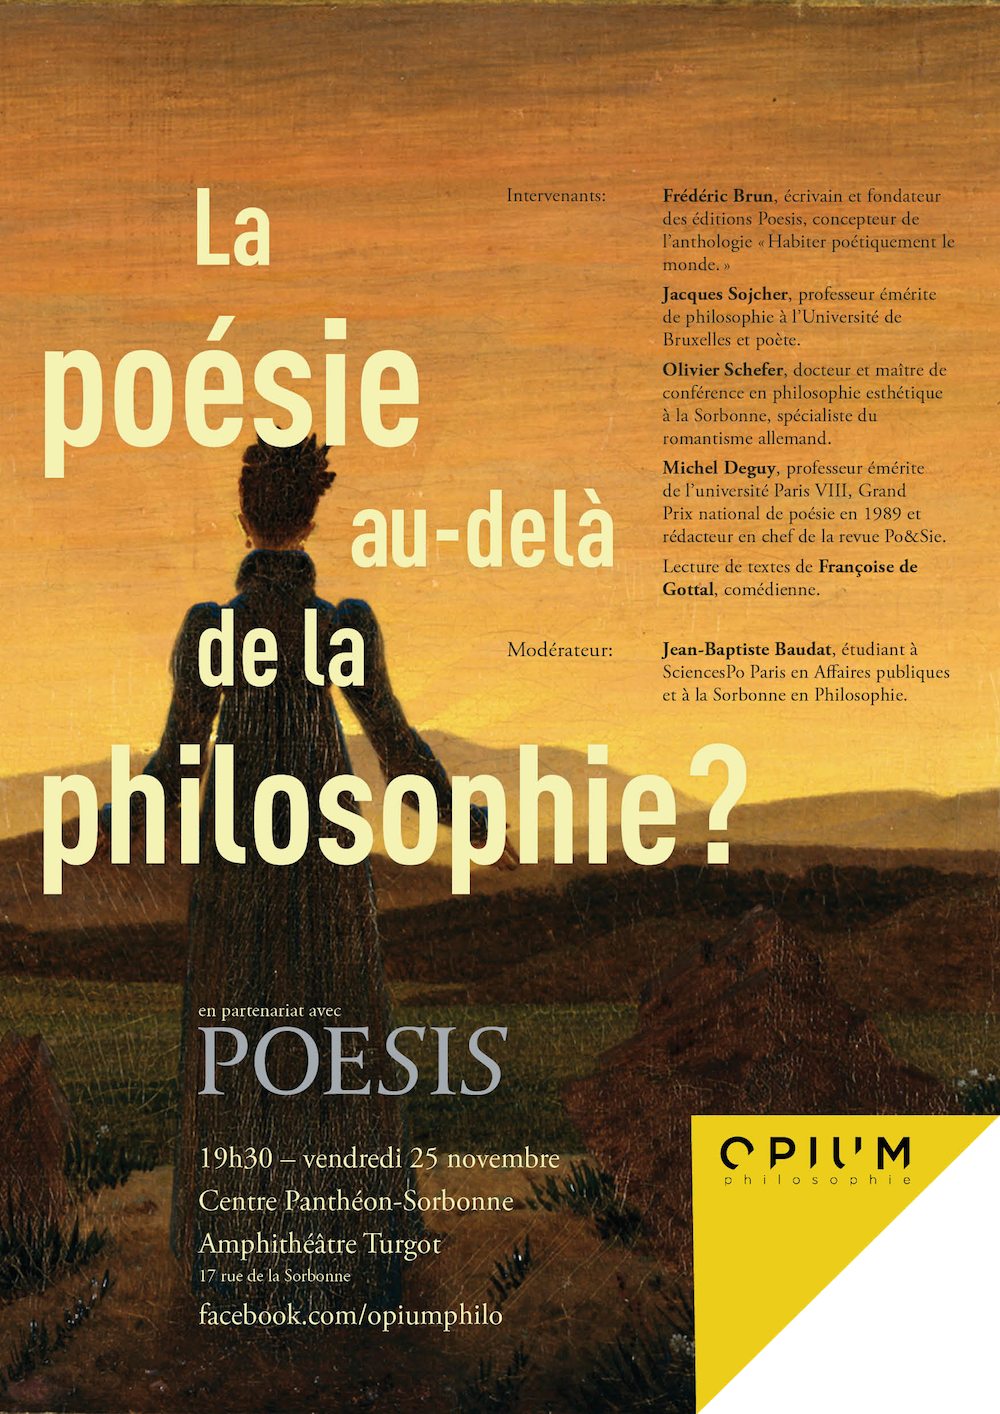 La
poésie
au-delà
de la
philosophie ?
Intervenants:
Frédéric Brun, écrivain et fondateur
des éditions Poesis, concepteur de
l’anthologie « Habiter poétiquement le
monde. »
Jacques Sojcher, professeur émérite
de philosophie à l’Université de
Bruxelles et poète.
Olivier Schefer, docteur et maître de
conférence en philosophie esthétique
à la Sorbonne, spécialiste du
romantisme allemand.
Michel Deguy, professeur émérite
de l’université Paris VIII, Grand
Prix national de poésie en 1989 et
rédacteur en chef de la revue Po&Sie.
Lecture de textes de Françoise de
Gottal, comédienne.
Modérateur:
Jean-Baptiste Baudat, étudiant à
SciencesPo Paris en Affaires publiques
et à la Sorbonne en Philosophie.
en partenariat avec
POESIS
19h30 – vendredi 25 novembre
Centre Panthéon-Sorbonne
Amphithéâtre Turgot
17 rue de la Sorbonne
facebook.com/opiumphilo
OPIUM
philosophie